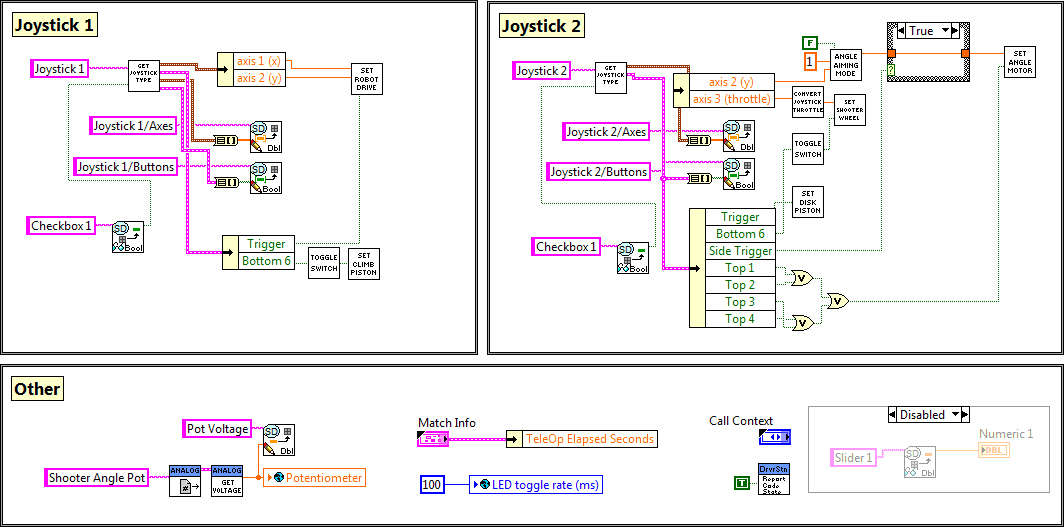 Joystick 1
Joystick 1
GET
JOYSTICK
TYPE
axis 1 (x)
axis 2 (y)
SET
ROBOT
DRIVE
Joystick 1/Axes
SD
Dbl
Joystick 1/Buttons
SD
Bool
Checkbox 1
SD
Bool
Trigger
Bottom 6
TOGGLE
SWITCH
SET
CLIMB
PISTON
Joystick 2
Joystick 2
GET
JOYSTICK
TYPE
F
1
ANGLE
AIMING
MODE
True
?
SET
ANGLE
MOTOR
axis 2 (y)
axis 3 (throttle)
CONVERT
JOYSTICK
THROTTLE
SET
SHOOTER
WHEEL
Joystick 2/Axes
SD
Dbl
TOGGLE
SWITCH
Joystick 2/Buttons
SD
Bool
SET
DISK
PISTON
Checkbox 1
SD
Bool
Trigger
Bottom 6
Side Trigger
Top 1
Top 2
Top 3
Top 4
V
V
V
Other
Pot Voltage
SD
Dbl
Shooter Angle Pot
ANALOG
#
ANALOG
GET
VOLTAGE
Potentiometer
Match Info
TeleOp Elapsed Seconds
100
LED toggle rate (ms)
Call Context
T
DrvrStn
Report
Code
State
Disabled
Slider 1
SD
Dbl
Numeric 1
DBL